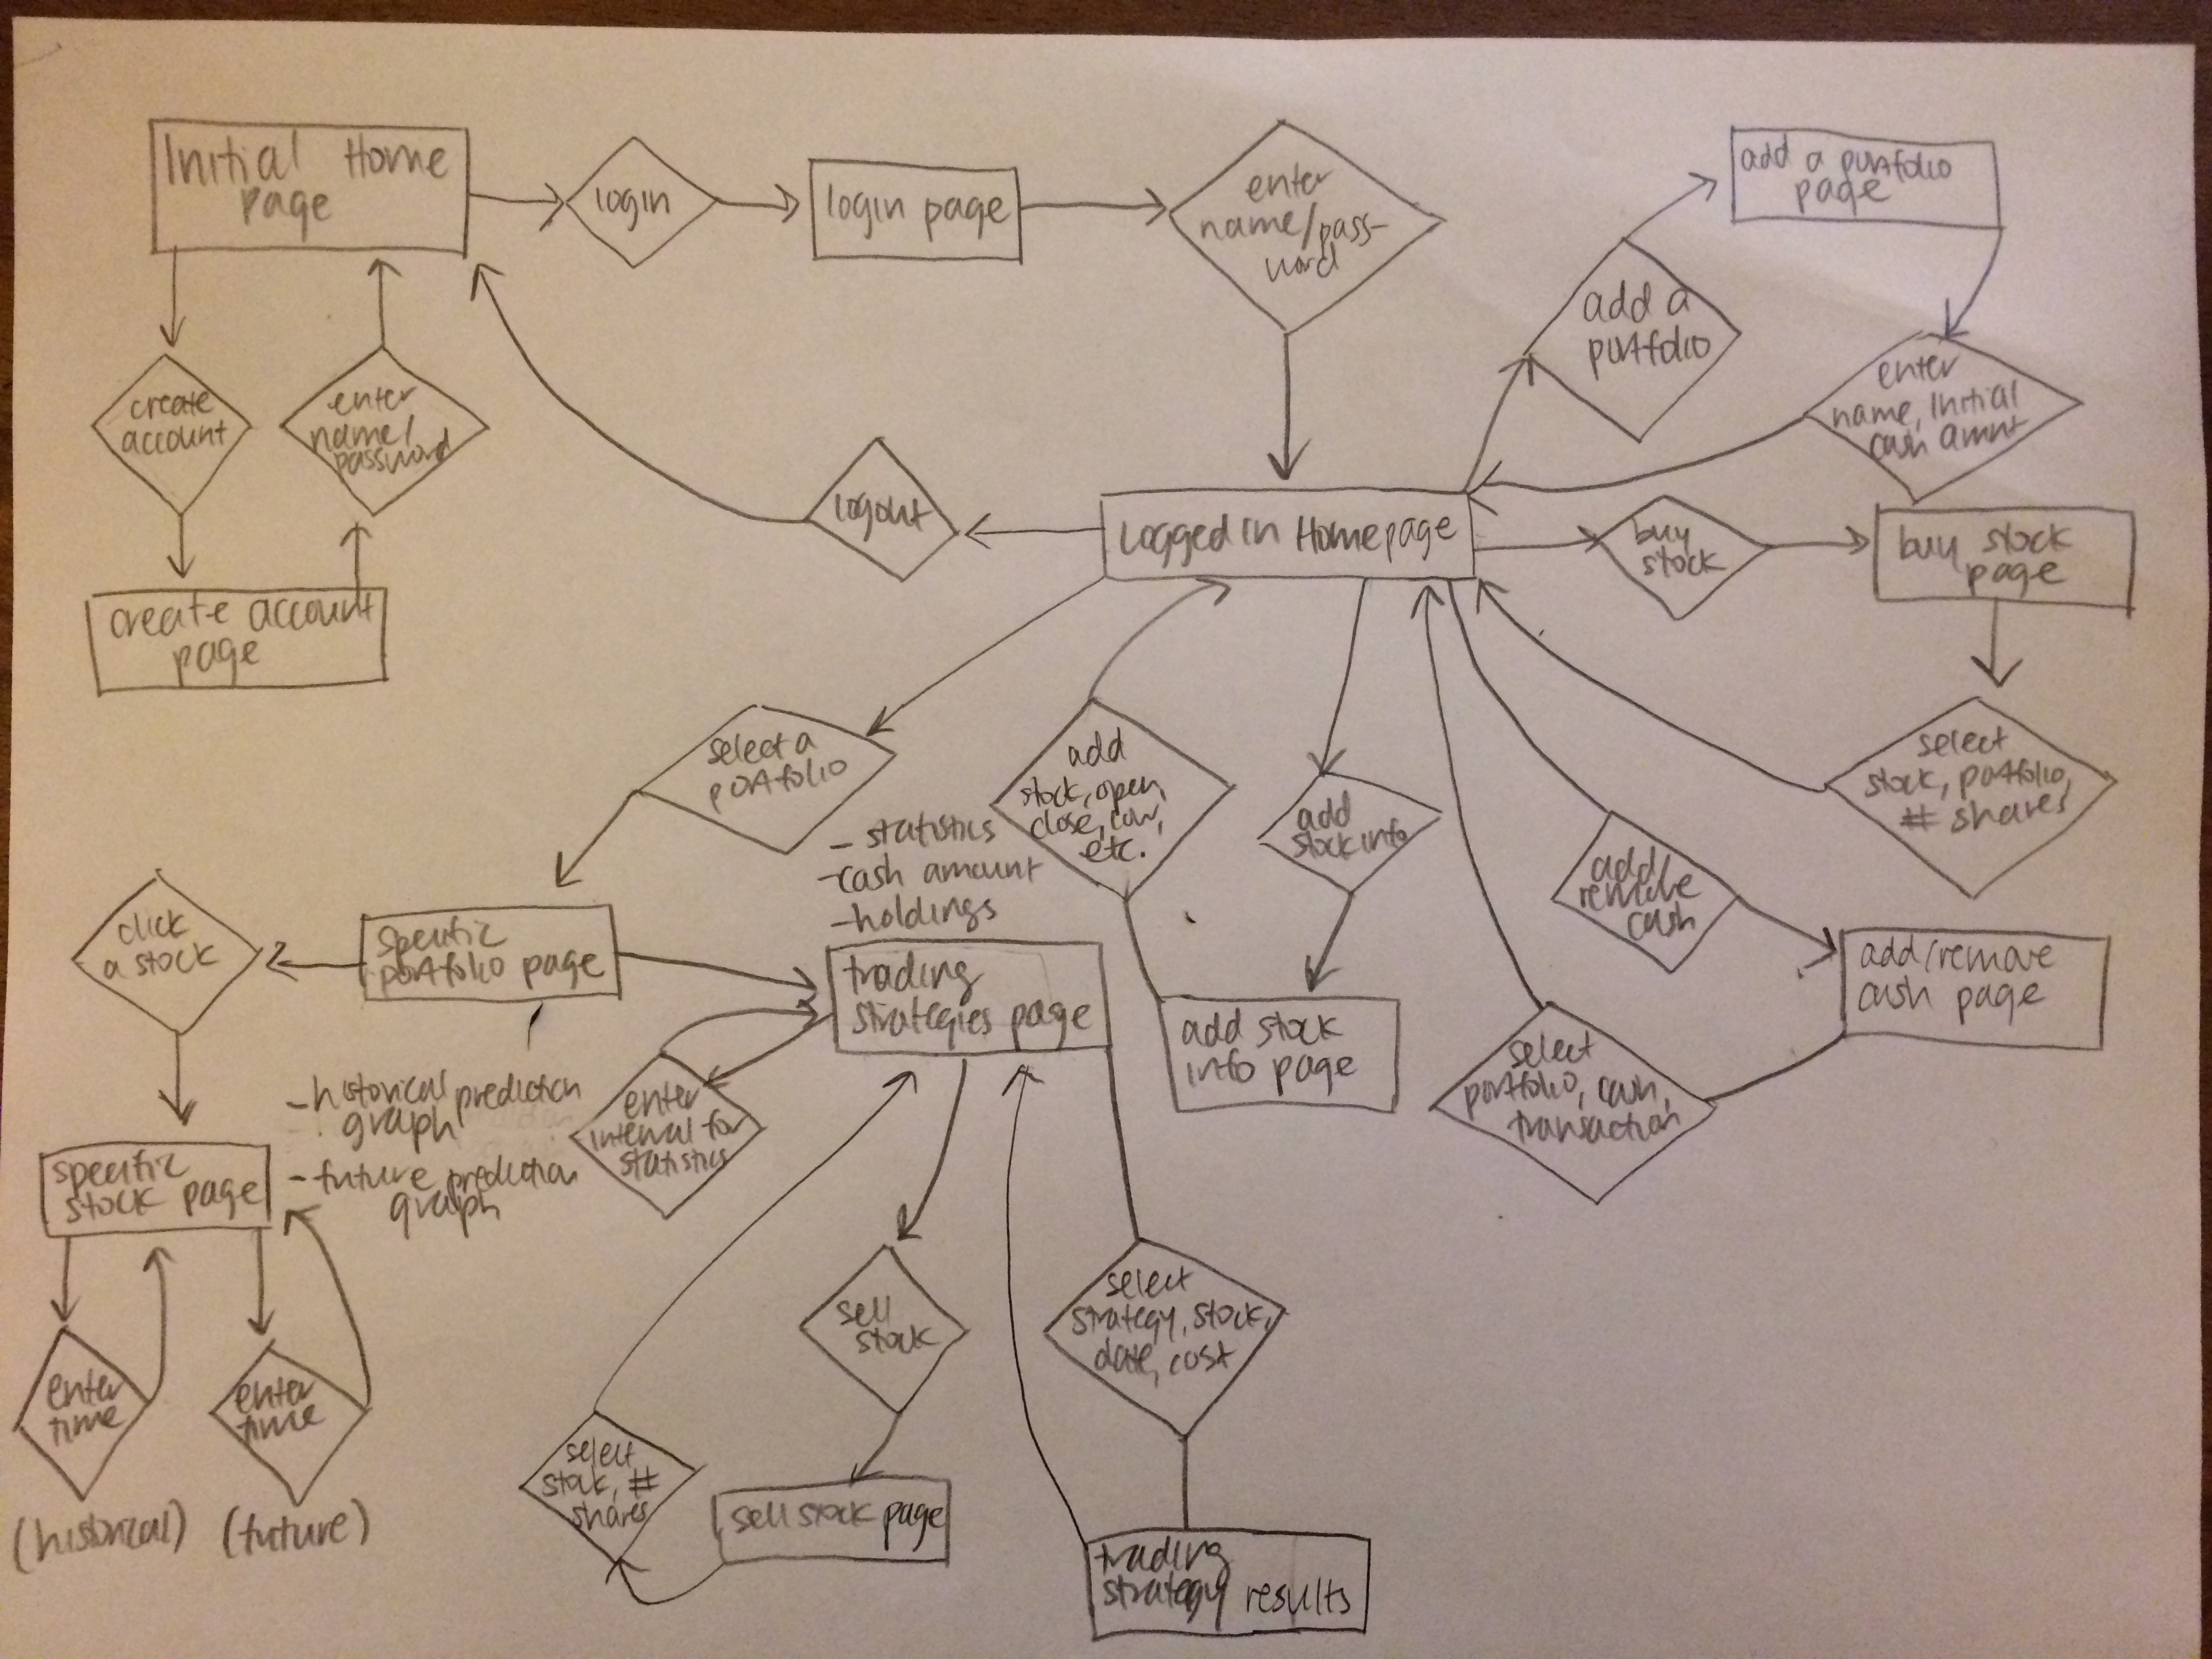 Initial Home
page
login
login page
enter
name/pass-
word
add a portfolio
page
add a
portfolio
enter
name, initial
cash amnt
create
account
enter
name/
password
create account
page
logout
Logged in Homepage
buy
stock
buy stock
page
select
stock, portfolio,
# shares
select a
portfolio
add
stock, open,
close, low,
etc.
add
stock info
add/
remove
cash
add/remove
cash page
- statistics
- cash amount
- holdings
click
a stock
specific
portfolio page
trading
strategies page
add stock
info page
select
portfolio, cash,
transaction
- historical prediction
graph
- future prediction
graph
enter
interval for
statistics
specific
stock page
enter
time
(historical)
enter
time
(future)
sell
stock
select
strategy, stock,
date, cost
select
stock, #
shares
sell stock page
trading
strategy results